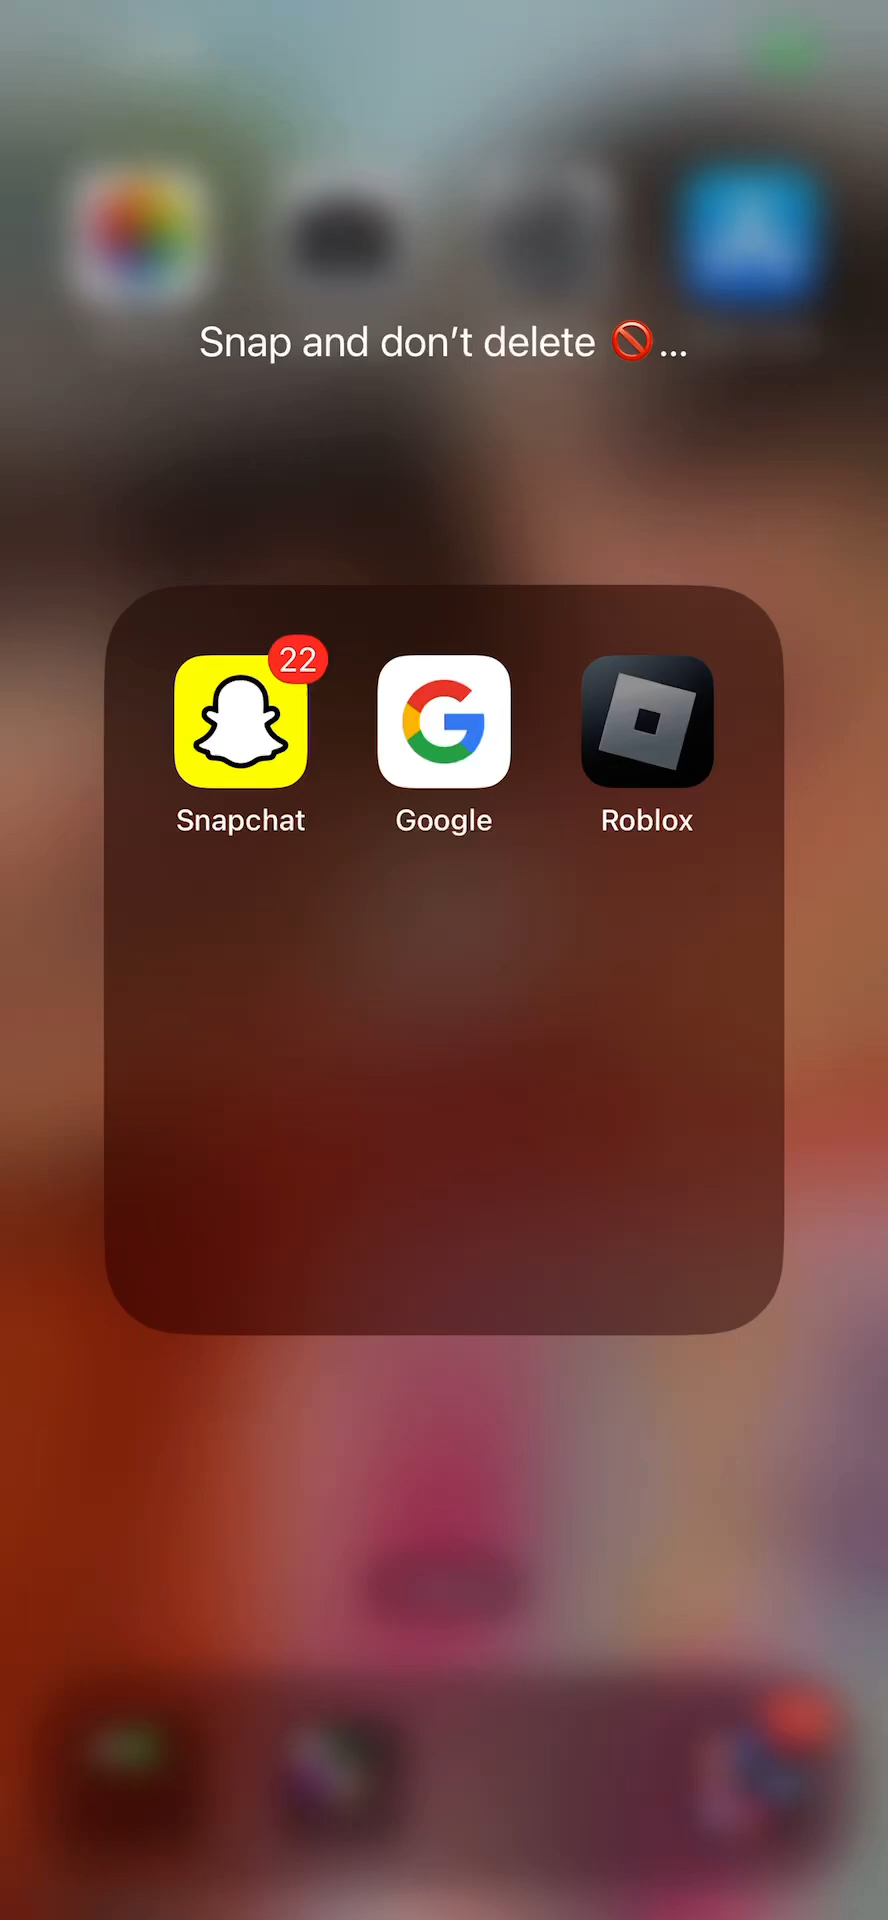 Snap and don’t delete 🚫...
22
Snapchat
Google
Roblox